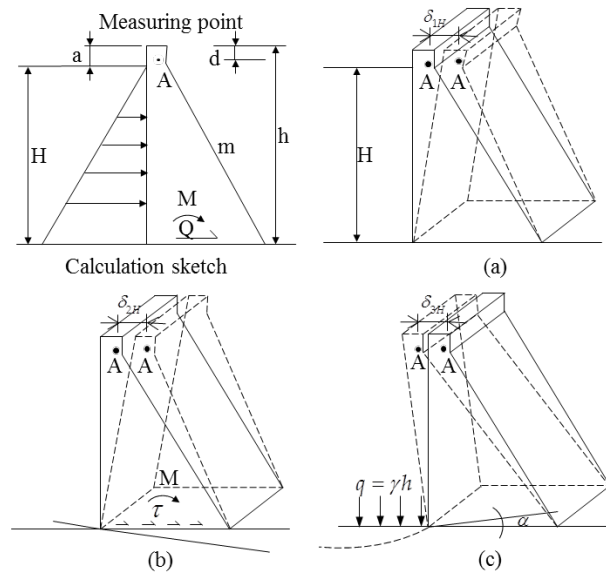 Measuring point
a
d
A
H
m
h
M
Q
Calculation sketch
δ1H
A A
H
(a)
δ2H
A A
M
τ
(b)
δ3H
A A
q = γh
α
(c)